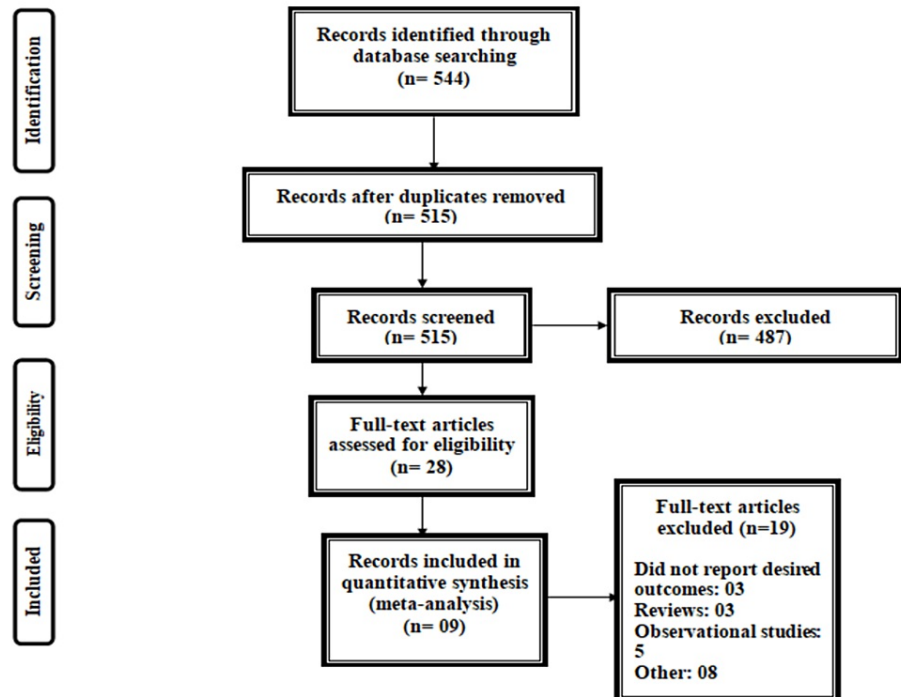 Identification
Records identified through
database searching
(n= 544)
Records after duplicates removed
(n= 515)
Screening
Records screened
(n= 515)
Records excluded
(n= 487)
Eligibility
Full-text articles
assessed for eligibility
(n= 28)
Included
Records included in
quantitative synthesis
(meta-analysis)
(n= 09)
Full-text articles
excluded (n=19)
Did not report desired
outcomes: 03
Reviews: 03
Observational studies:
5
Other: 08